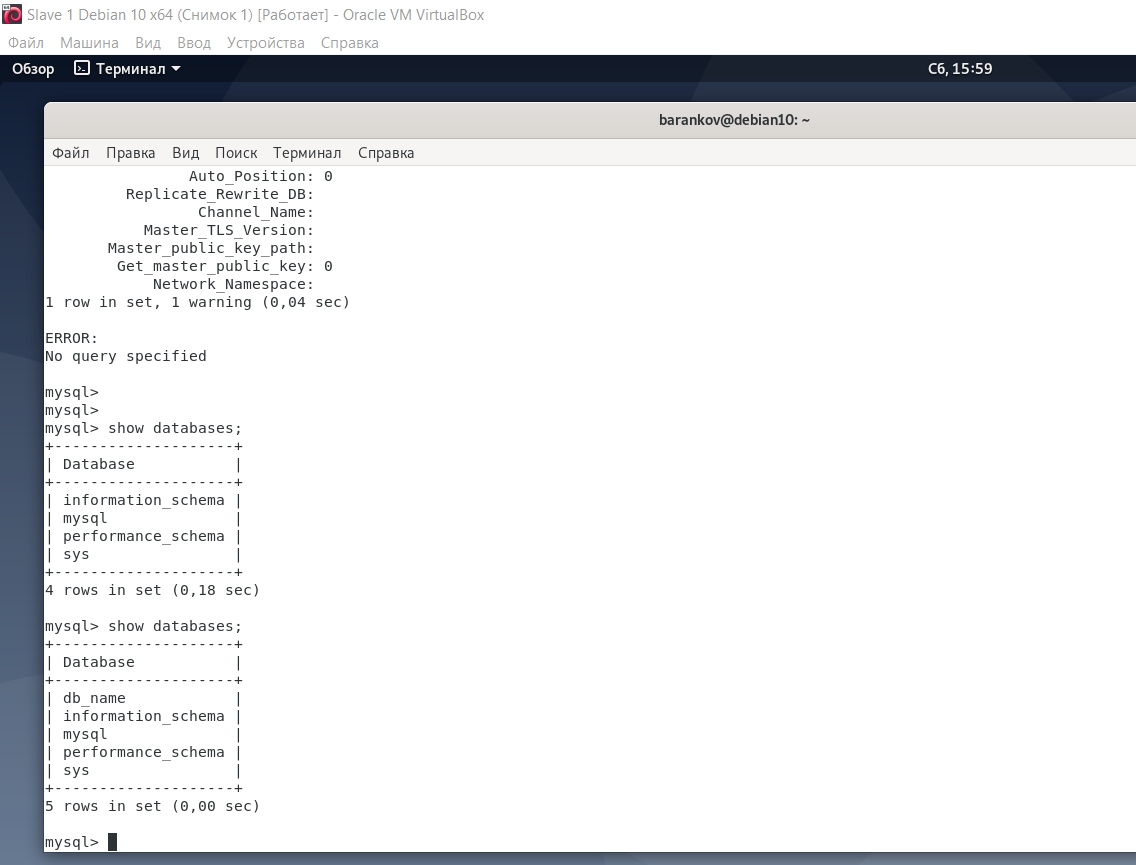 Slave 1 Debian 10 x64 (Снимок 1) [Работает] - Oracle VM VirtualBox
Файл Машина Вид Ввод Устройства Справка
Обзор Терминал Сб, 15:59
barankov@debian10: ~
Файл Правка Вид Поиск Терминал Справка
                Auto_Position: 0
         Replicate_Rewrite_DB:
                 Channel_Name:
           Master_TLS_Version:
       Master_public_key_path:
        Get_master_public_key: 0
            Network_Namespace:
1 row in set, 1 warning (0,04 sec)

ERROR:
No query specified

mysql>
mysql>
mysql> show databases;
+--------------------+
| Database           |
+--------------------+
| information_schema |
| mysql              |
| performance_schema |
| sys                |
+--------------------+
4 rows in set (0,18 sec)

mysql> show databases;
+--------------------+
| Database           |
+--------------------+
| db_name            |
| information_schema |
| mysql              |
| performance_schema |
| sys                |
+--------------------+
5 rows in set (0,00 sec)

mysql>